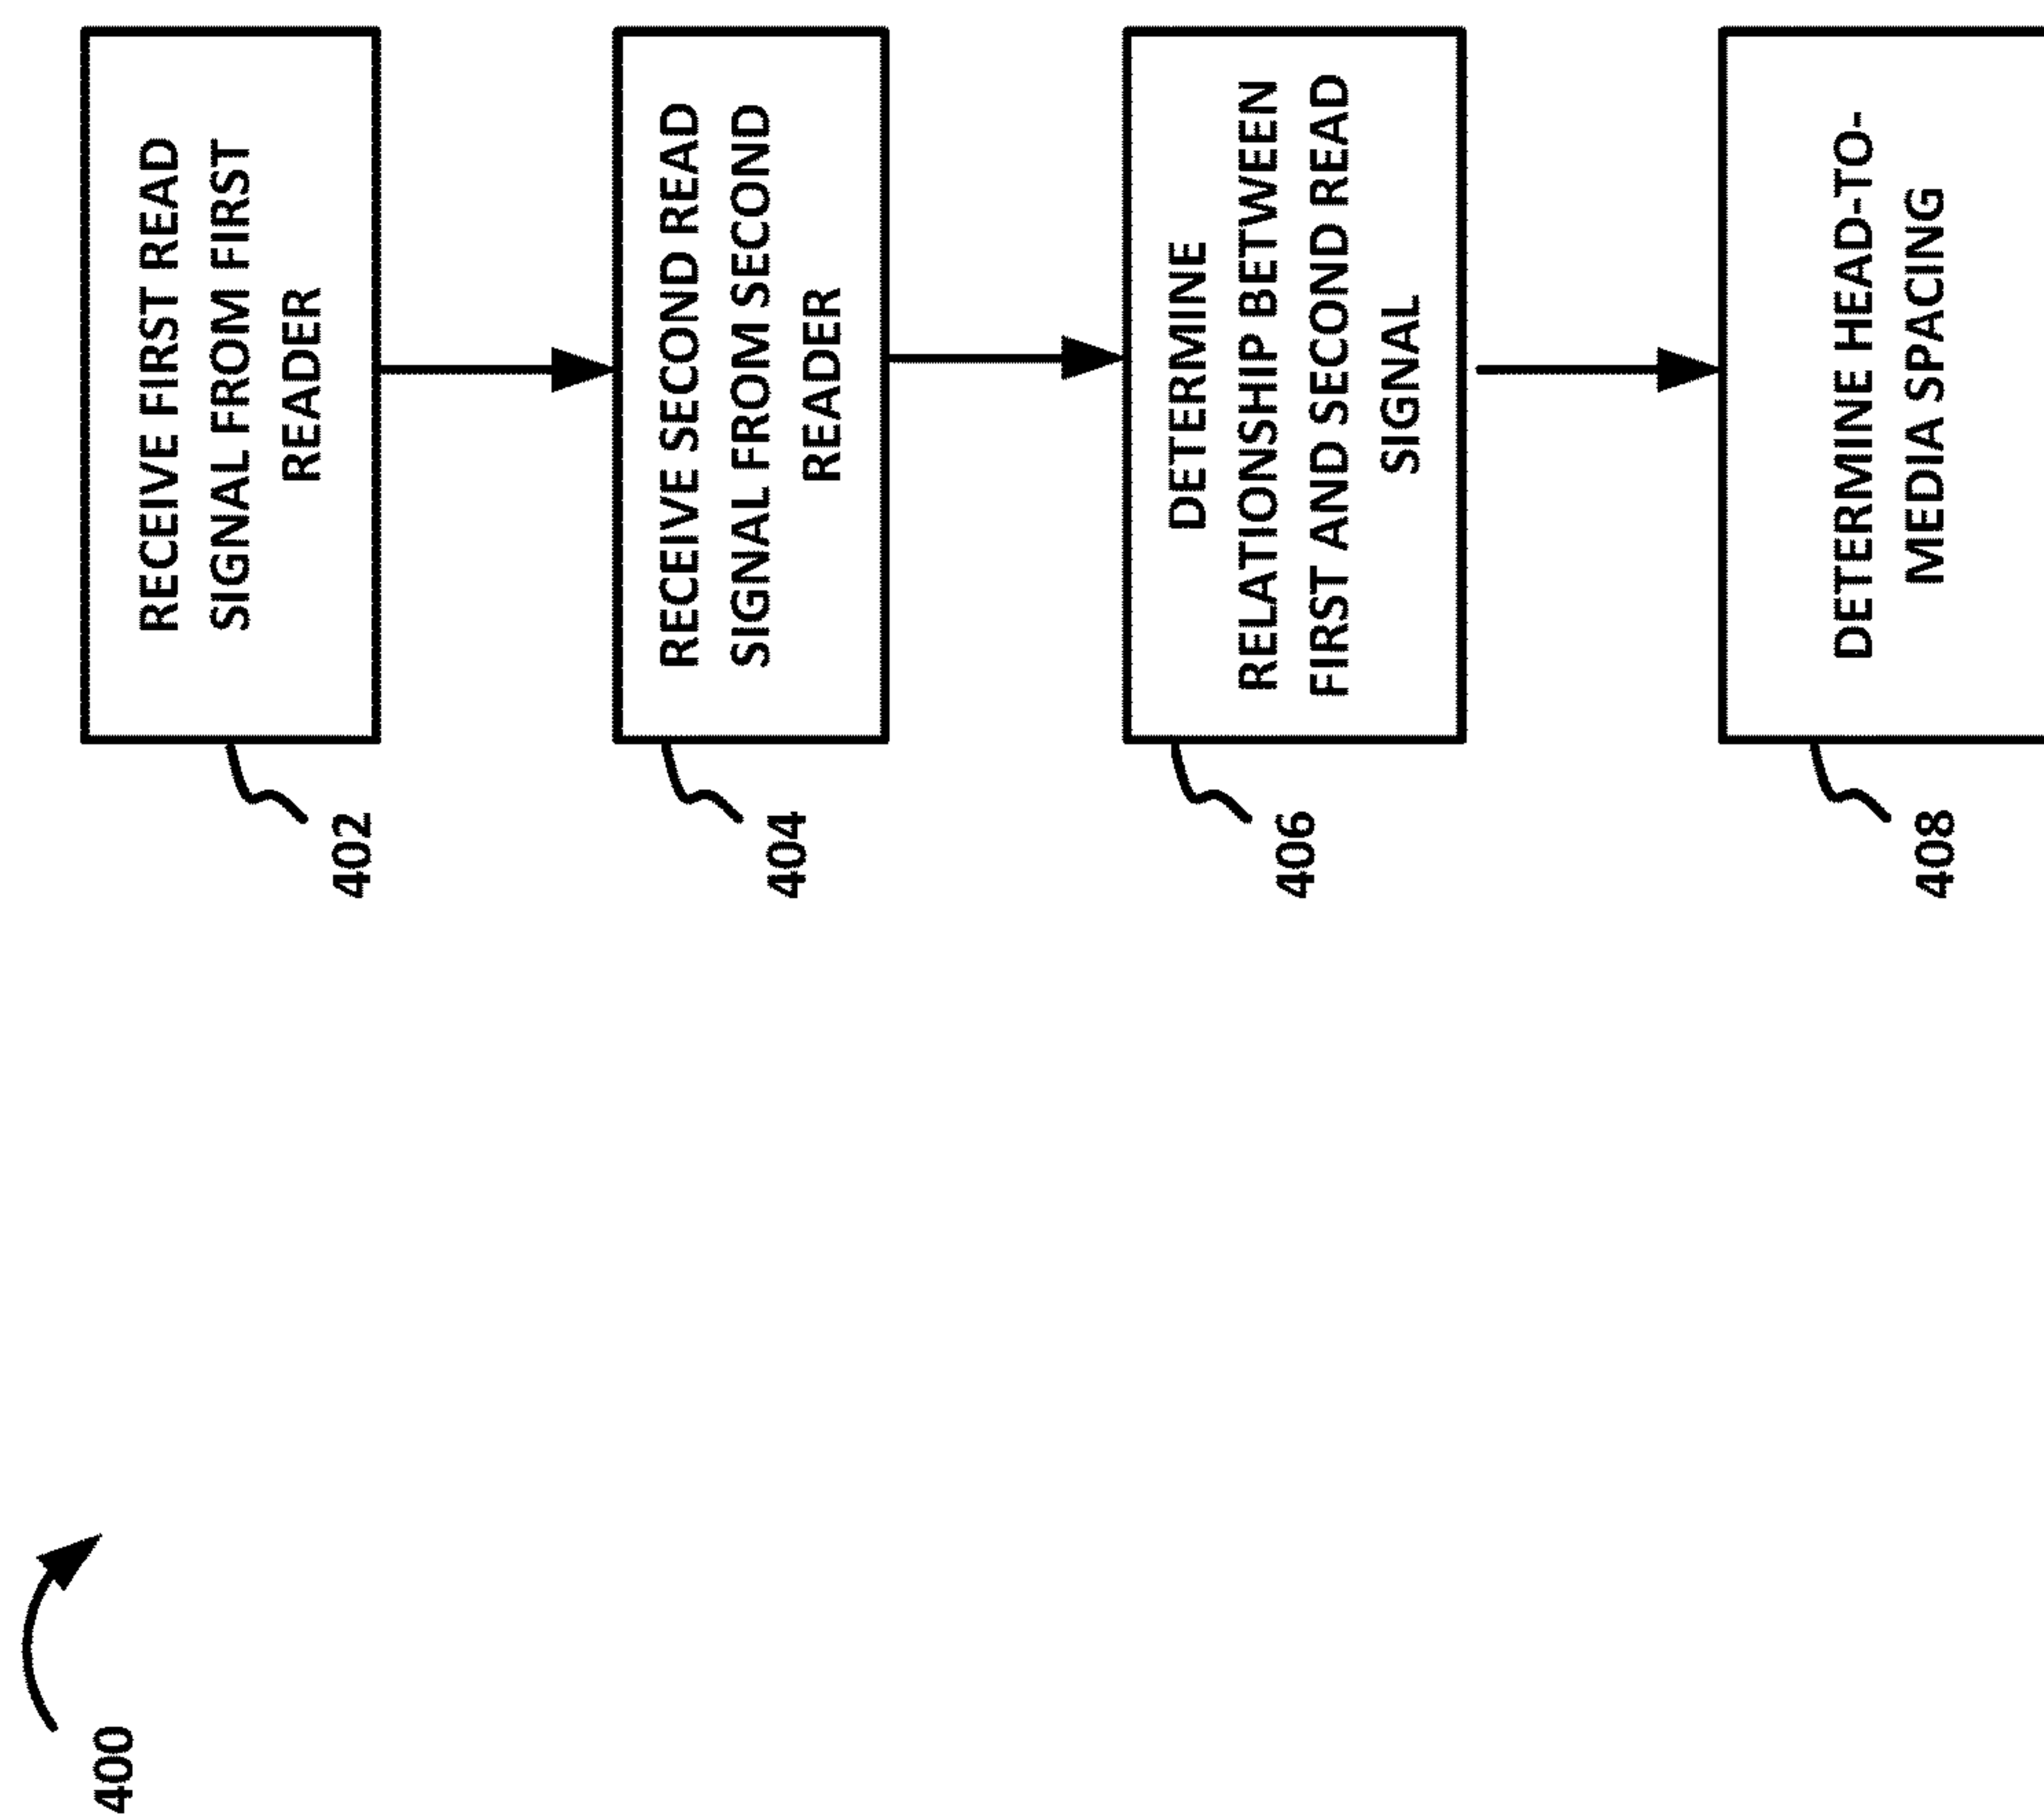 400
RECEIVE FIRST READ
SIGNAL FROM FIRST
READER
402
RECEIVE SECOND READ
SIGNAL FROM SECOND
READER
404
DETERMINE
RELATIONSHIP BETWEEN
FIRST AND SECOND READ
SIGNAL
406
DETERMINE HEAD-TO-
MEDIA SPACING
408